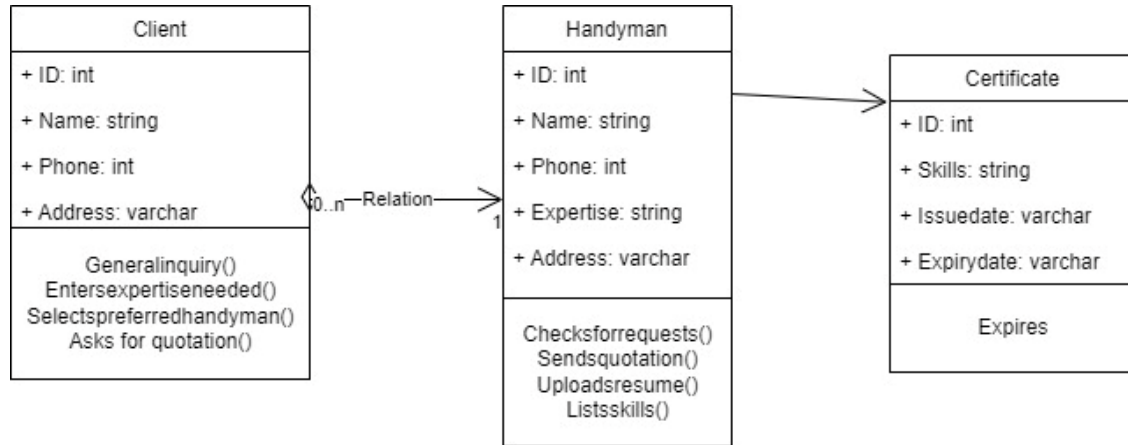 Client
+ ID: int
+ Name: string
+ Phone: int
+ Address: varchar
Generalinquiry()
Entersexpertiseneeded()
Selectspreferredhandyman()
Asks for quotation()
0..n
Relation
1
Handyman
+ ID: int
+ Name: string
+ Phone: int
+ Expertise: string
+ Address: varchar
Checksforrequests()
Sendsquotation()
Uploadsresume()
Listsskills()
Certificate
+ ID: int
+ Skills: string
+ Issuedate: varchar
+ Expirydate: varchar
Expires